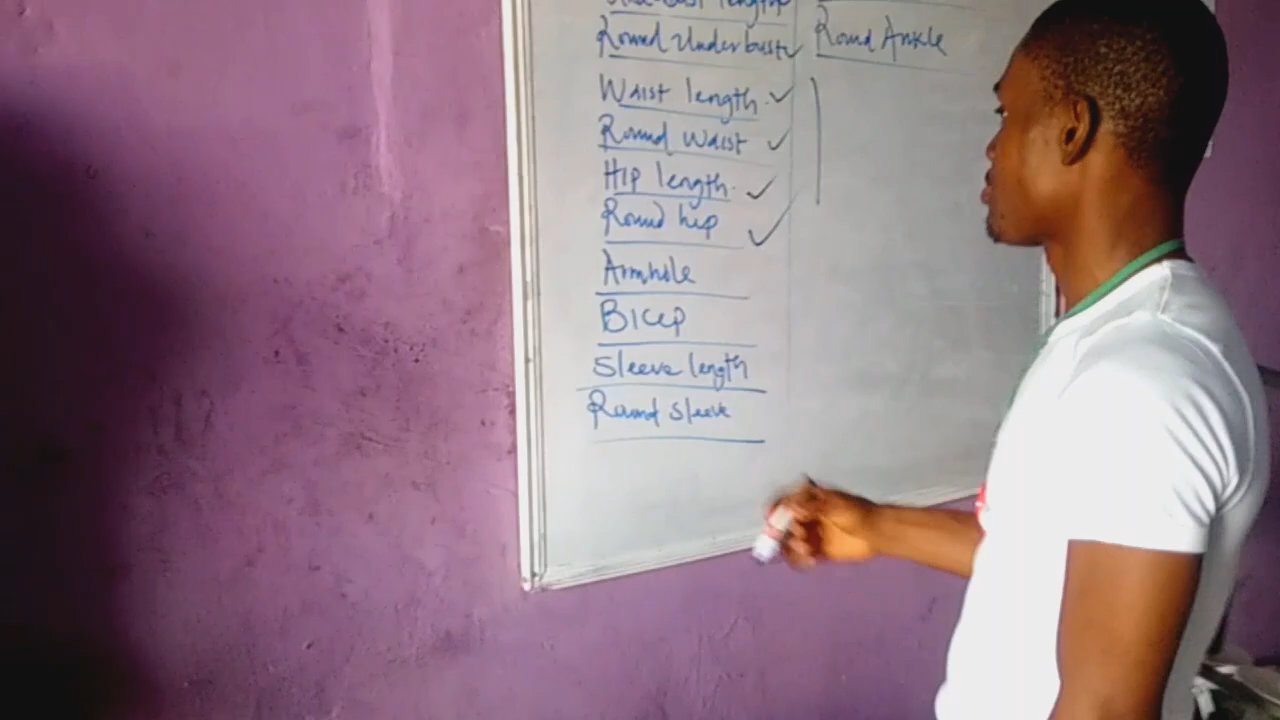 Round Underbust ✓
Waist length ✓
Round Waist ✓
Hip length ✓
Round hip ✓
Armhole
Bicep
Sleeve length
Round sleeve
Round Ankle